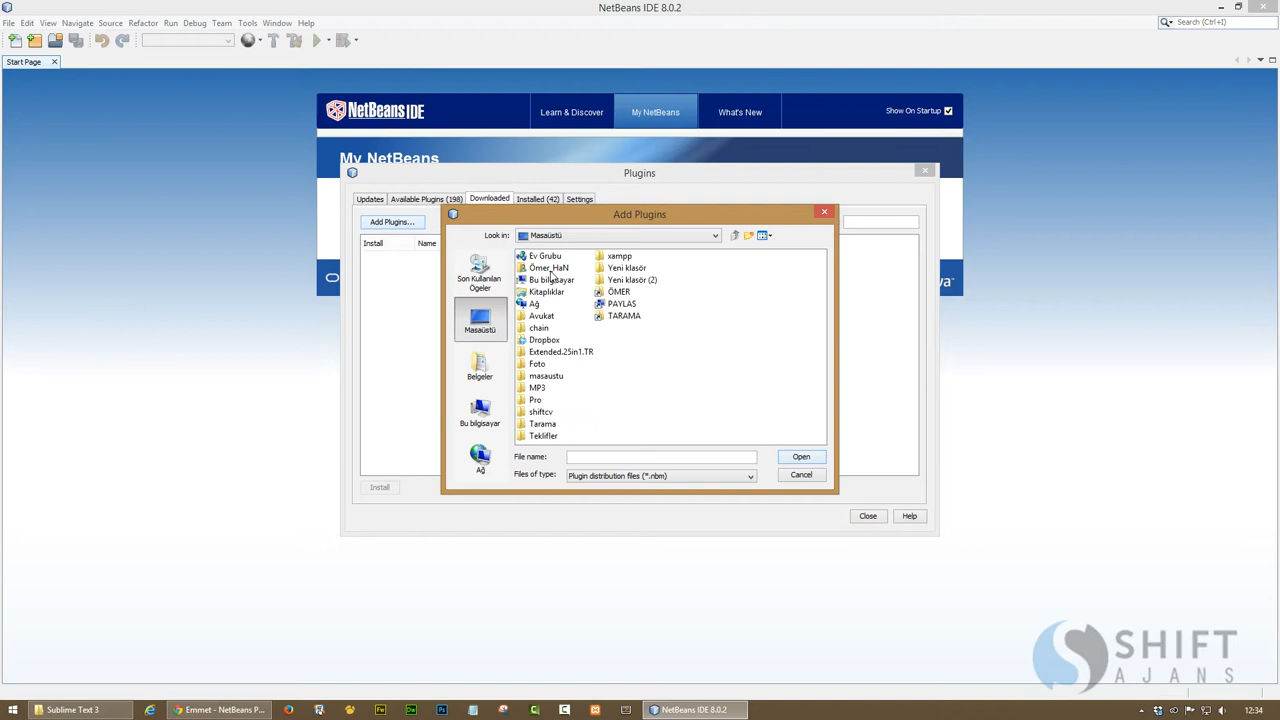 NetBeans IDE 8.0.2
File Edit View Navigate Source Refactor Run Debug Team Tools Window Help
Search (Ctrl+I)
Start Page
NetBeans IDE
Learn & Discover
My NetBeans
What's New
Show On Startup
My NetBeans
Plugins
Updates
Available Plugins (198)
Downloaded
Installed (42)
Settings
Add Plugins...
Install
Name
Add Plugins
Look in:
Masaüstü
Son Kullanılan
Ögeler
Masaüstü
Belgeler
Bu bilgisayar
Ağ
Ev Grubu
Ömer_HaN
Bu bilgisayar
Kitaplıklar
Ağ
Avukat
chain
Dropbox
Extended.25in1.TR
Foto
masaustu
MP3
Pro
shiftcv
Tarama
Teklifler
xampp
Yeni klasör
Yeni klasör (2)
ÖMER
PAYLAS
TARAMA
File name:
Open
Files of type:
Plugin distribution files (*.nbm)
Cancel
Install
Close
Help
SHIFT
AJANS
Sublime Text 3
Emmet - NetBeans P...
NetBeans IDE 8.0.2
12:34